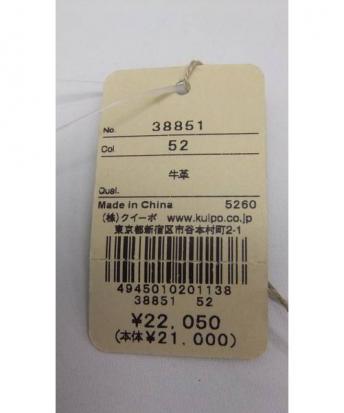 No. 38851
Col. 52
牛革
Qual.
Made in China 5260
(株)クイーポ www.kuipo.co.jp
東京都新宿区市谷本村町2-1
4945010201138
38851 52
¥22,050
(本体¥21,000)